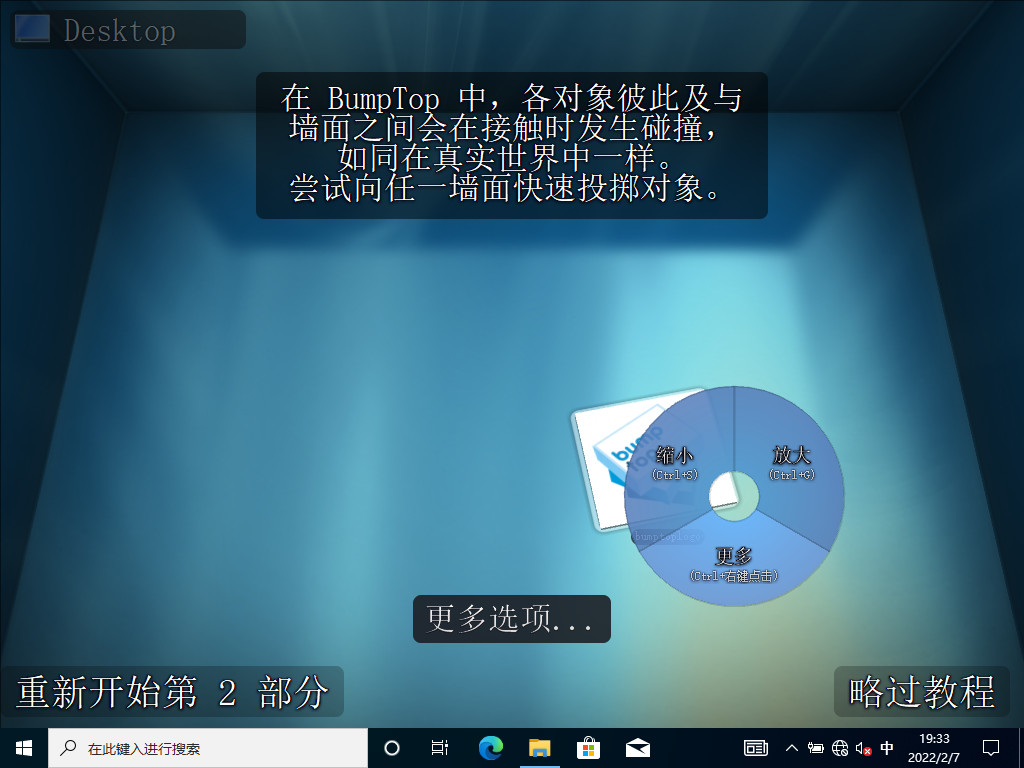 Desktop
在 BumpTop 中，各对象彼此及与
墙面之间会在接触时发生碰撞，
如同在真实世界中一样。
尝试向任一墙面快速投掷对象。
bump
top
缩小
(Ctrl+S)
放大
(Ctrl+G)
bumptoplogo
更多
(Ctrl+右键点击)
更多选项...
重新开始第 2 部分
略过教程
在此键入进行搜索
中
19:33
2022/2/7